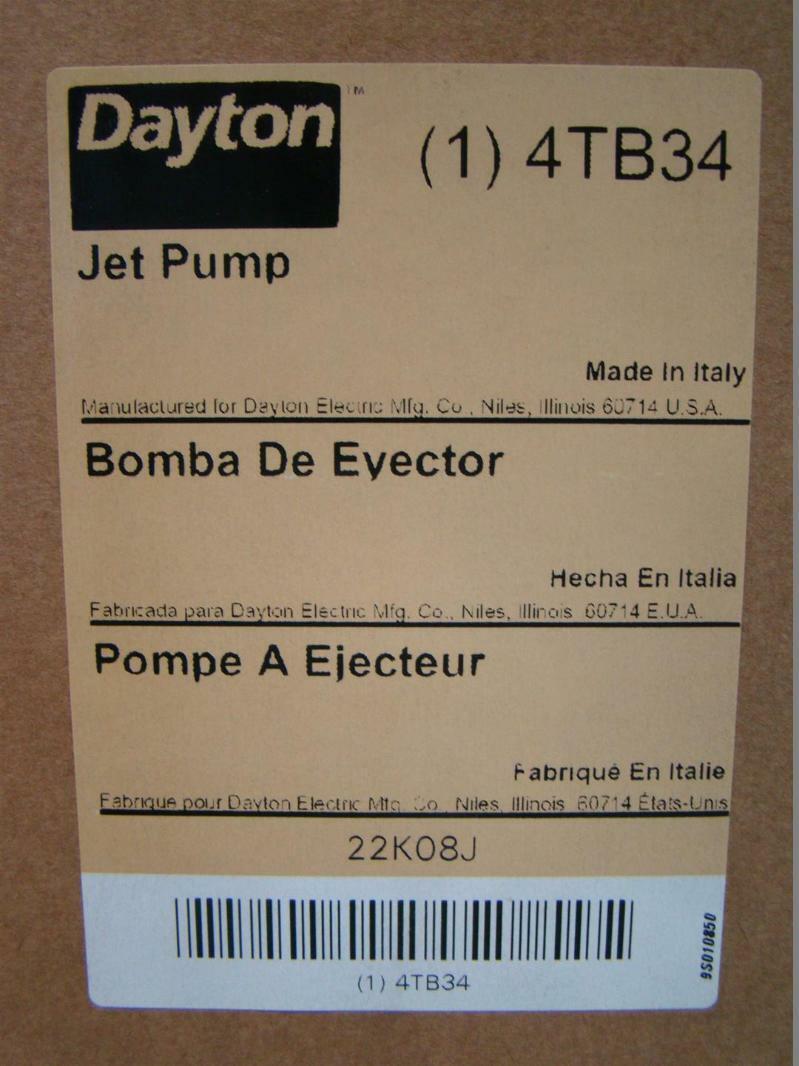 Dayton™
(1) 4TB34
Jet Pump
Made In Italy
Manufactured for Dayton Electric Mfg. Co., Niles, Illinois 60714 U.S.A.
Bomba De Eyector
Hecha En Italia
Fabricada para Dayton Electric Mfg. Co., Niles, Illinois 60714 E.U.A.
Pompe A Ejecteur
Fabriqué En Italie
Fabrique pour Dayton Electric Mfg. Co. Niles, Illinois 60714 États-Unis
22K08J
(1) 4TB34
9S010850